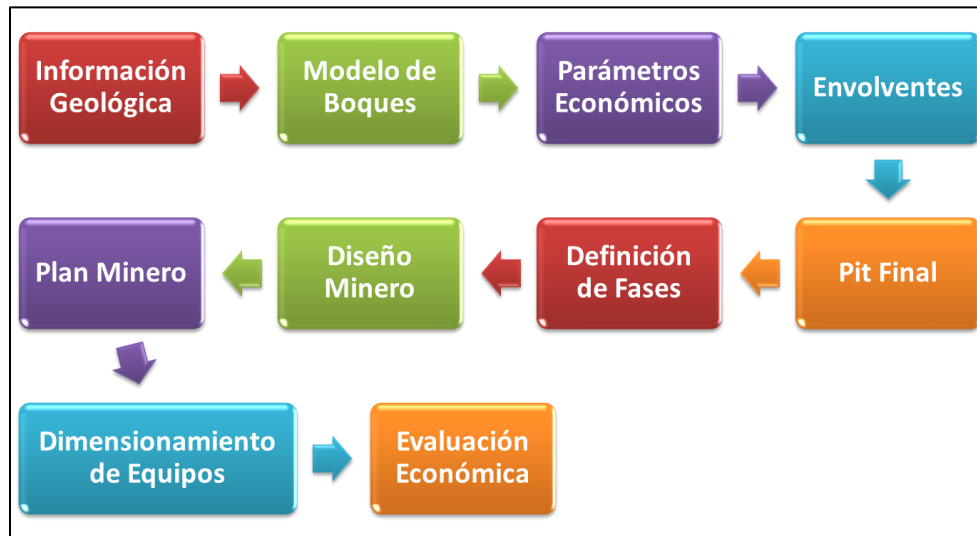 Información
Geológica
Modelo de
Boques
Parámetros
Económicos
Envolventes
Pit Final
Definición
de Fases
Diseño
Minero
Plan Minero
Dimensionamiento
de Equipos
Evaluación
Económica